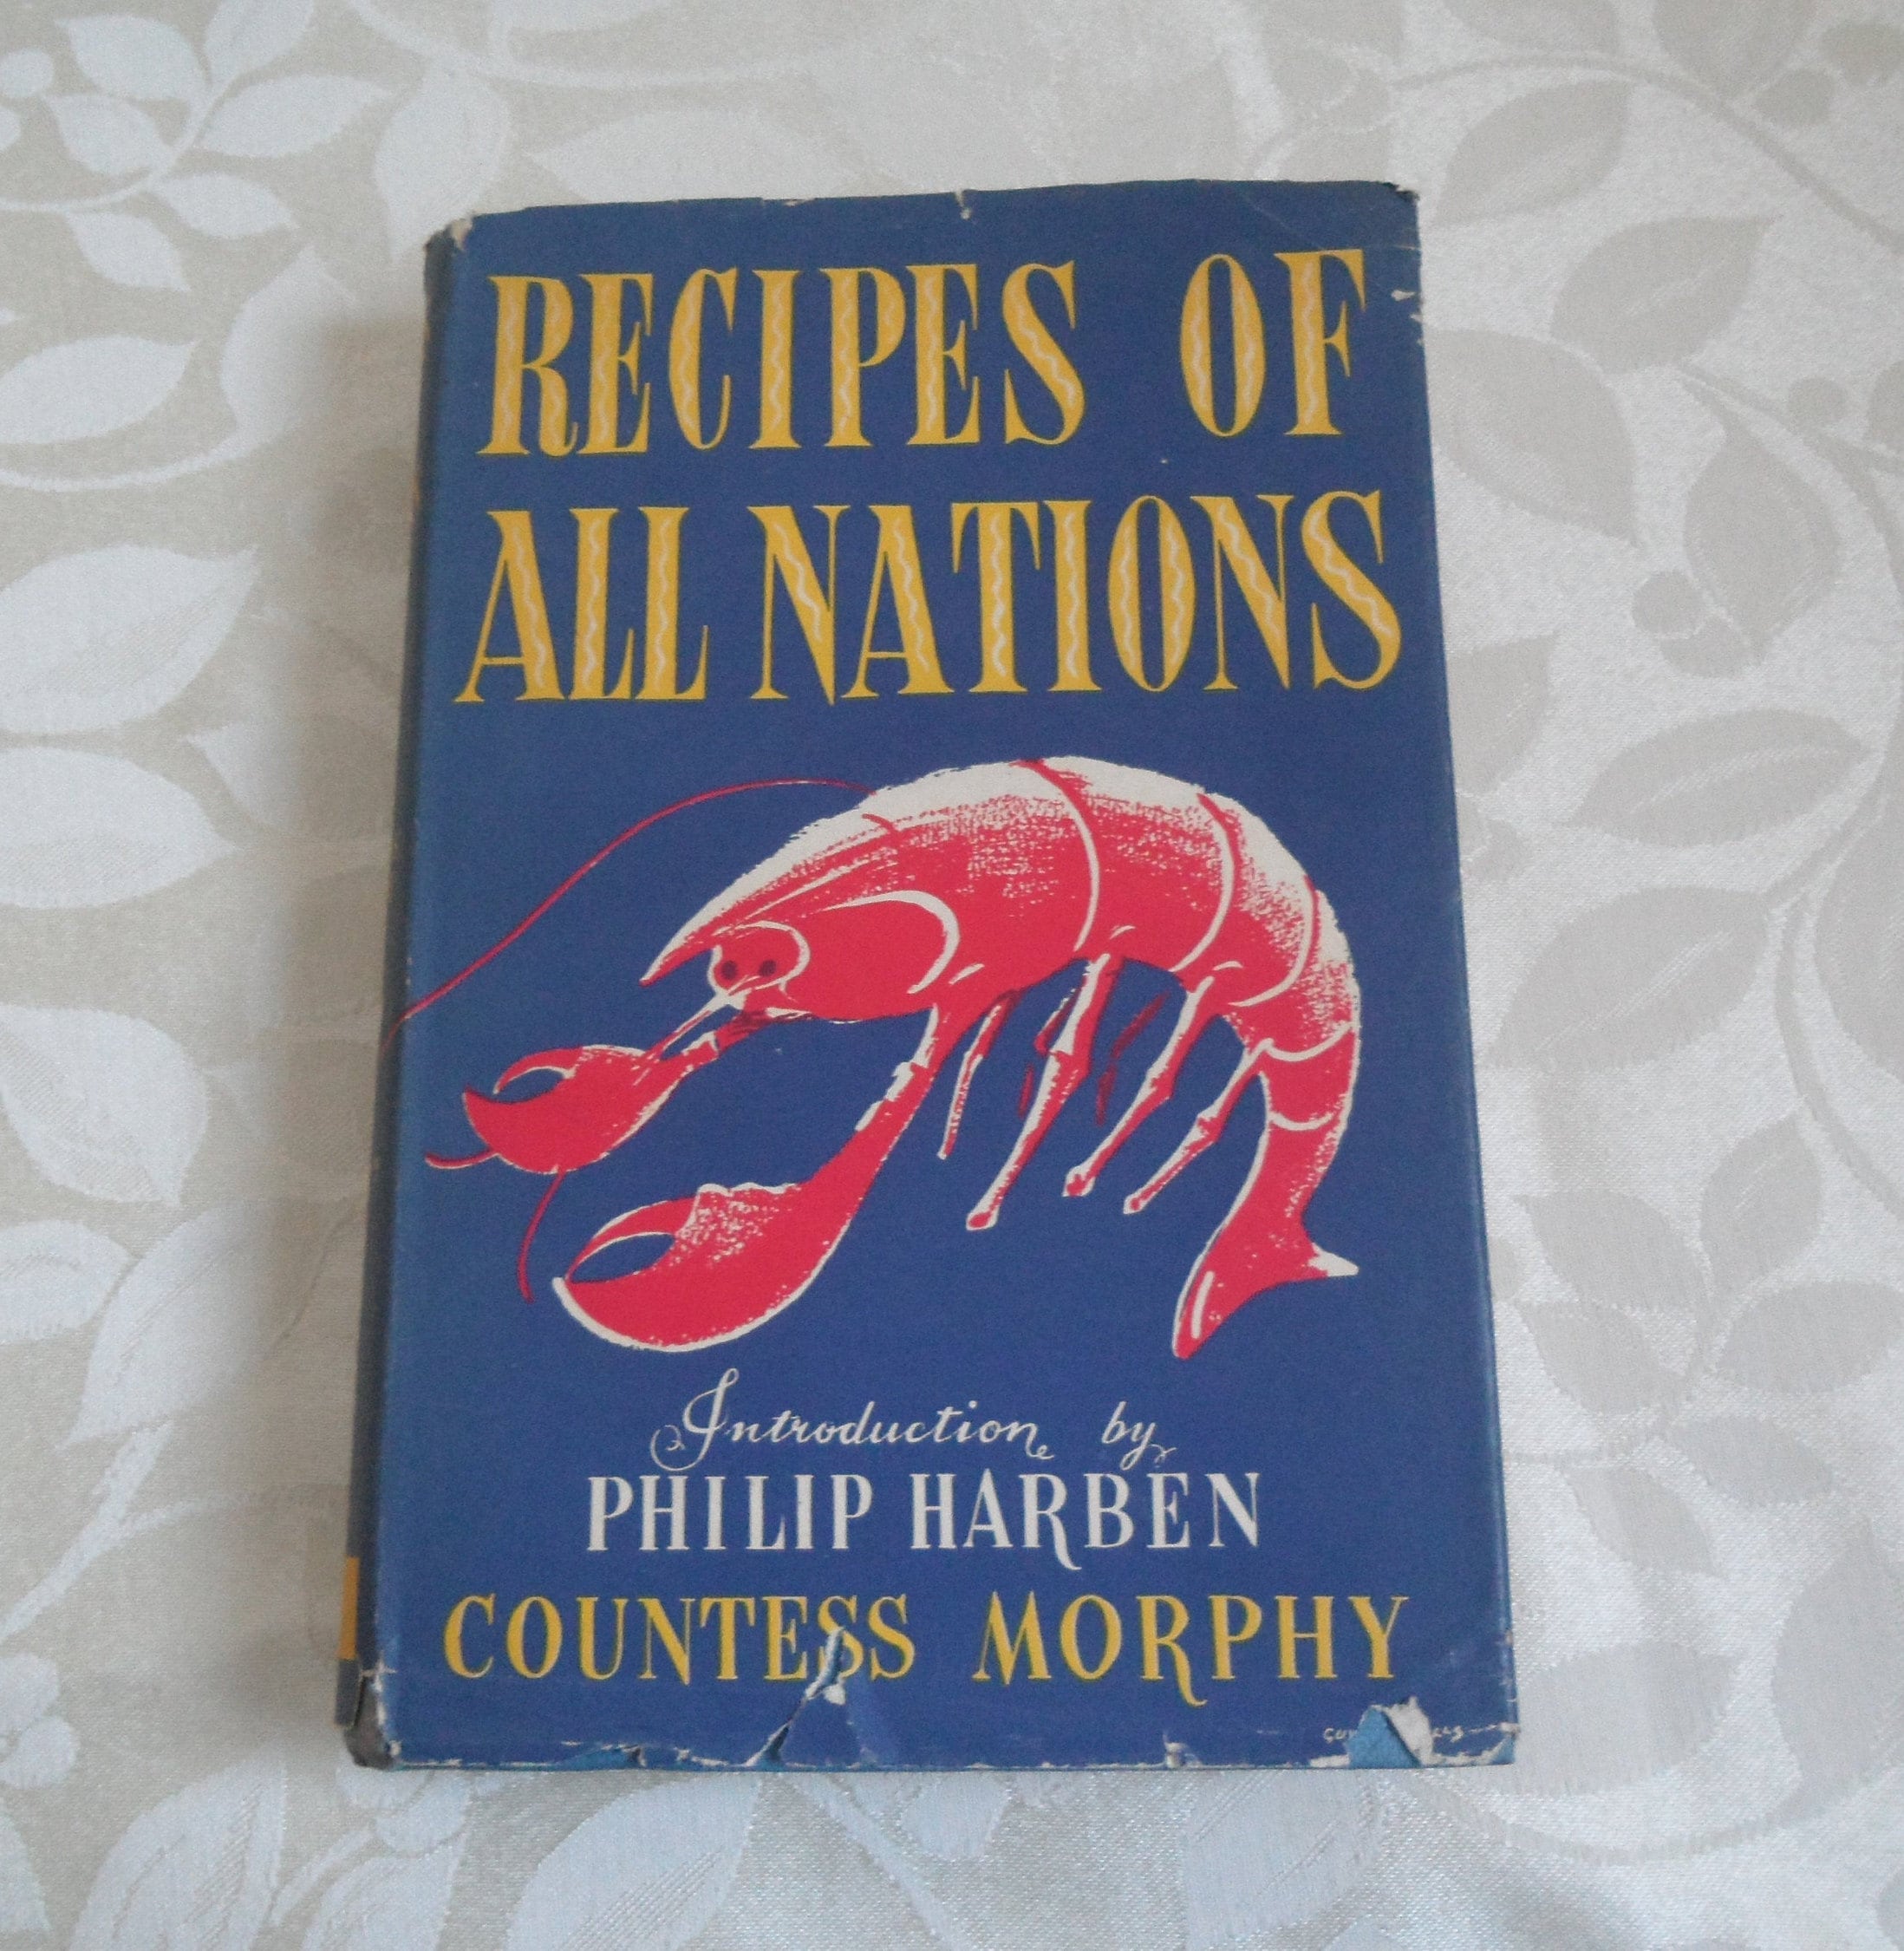 RECIPES OF
ALL NATIONS
Introduction by
PHILIP HARBEN
COUNTESS MORPHY